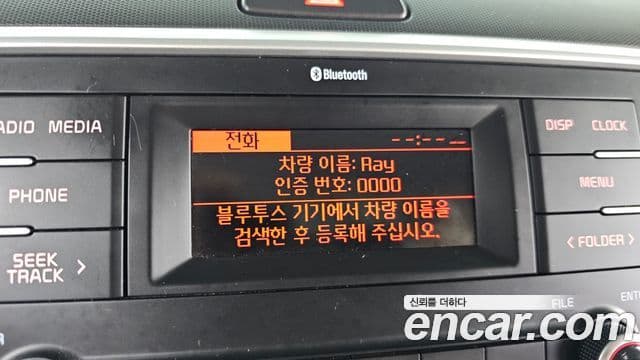 Bluetooth
RADIO MEDIA
전화
--:--
DISP CLOCK
차량 이름: Ray
인증 번호: 0000
PHONE
MENU
블루투스 기기에서 차량 이름을
검색한 후 등록해 주십시오.
SEEK
TRACK >
< FOLDER >
신뢰를 더하다
FILE
encar.com